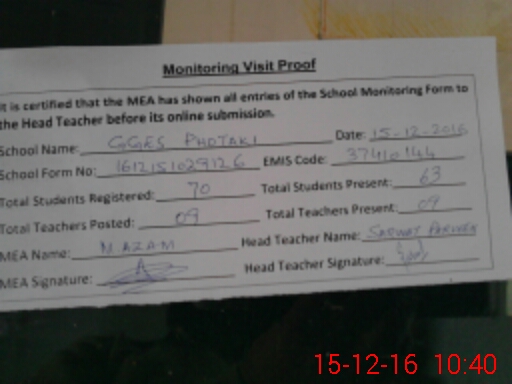 Monitoring Visit Proof
It is certified that the MEA has shown all entries of the School Monitoring Form to
the Head Teacher before its online submission.
School Name: GGES PHOTAKI Date: 15-12-2016
School Form No: 1612151029126 EMIS Code: 37410144
Total Students Registered: 70 Total Students Present: 63
Total Teachers Posted: 09 Total Teachers Present: 09
MEA Name: M AZAM Head Teacher Name: Parveen
MEA Signature: Head Teacher Signature:
15-12-16 10:40